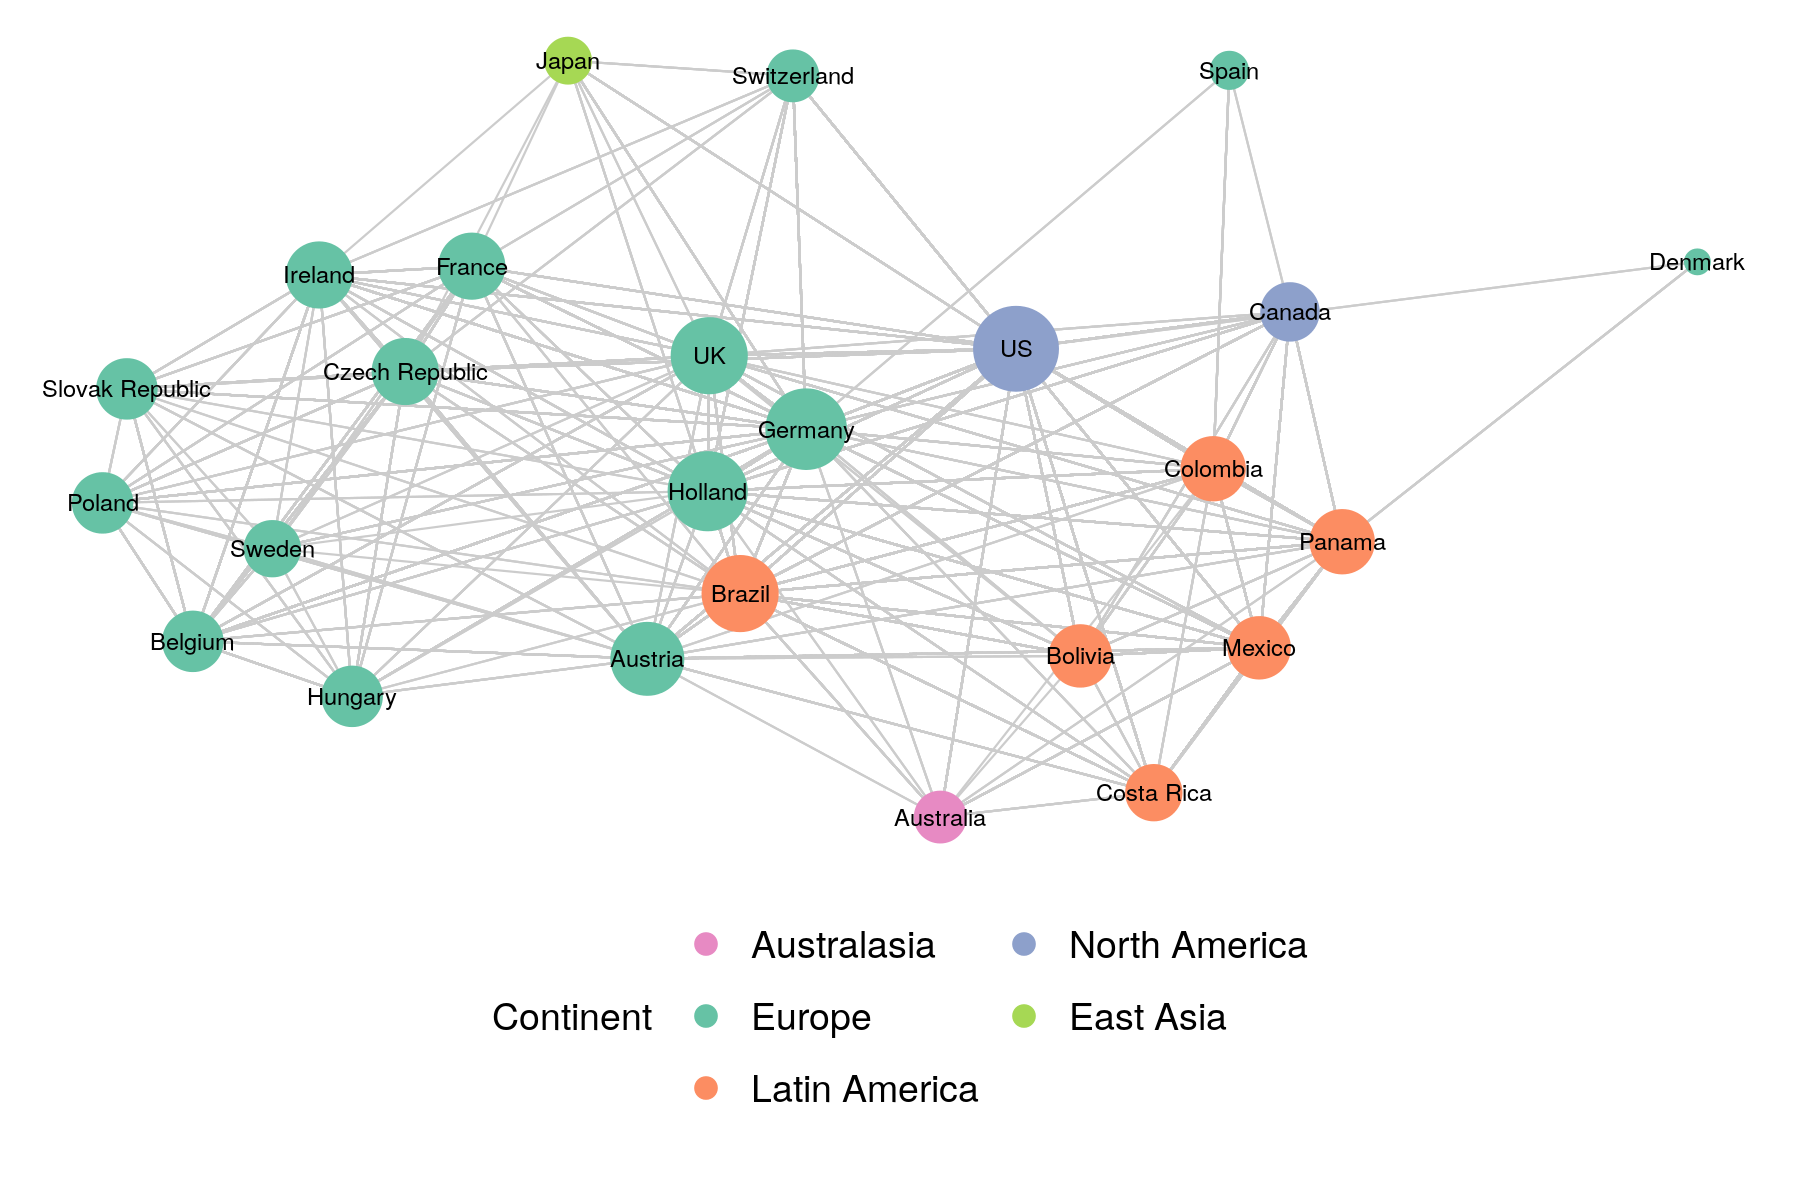 Japan
Switzerland
Spain
Denmark
Ireland
France
Canada
UK
US
Slovak Republic
Czech Republic
Germany
Colombia
Poland
Holland
Panama
Sweden
Brazil
Belgium
Austria
Bolivia
Mexico
Hungary
Costa Rica
Australia
Continent
Australasia
Europe
Latin America
North America
East Asia